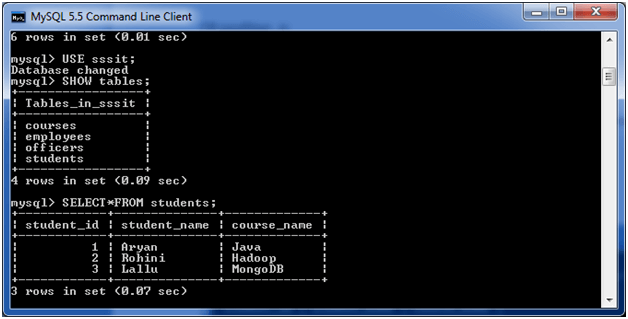 MySQL 5.5 Command Line Client
6 rows in set (0.01 sec)
mysql> USE sssit;
Database changed
mysql> SHOW tables;
+-----------------+
| Tables_in_sssit |
+-----------------+
| courses         |
| employees       |
| officers        |
| students        |
+-----------------+
4 rows in set (0.09 sec)
mysql> SELECT*FROM students;
+------------+--------------+-------------+
| student_id | student_name | course_name |
+------------+--------------+-------------+
|          1 | Aryan        | Java        |
|          2 | Rohini       | Hadoop      |
|          3 | Lallu        | MongoDB     |
+------------+--------------+-------------+
3 rows in set (0.07 sec)